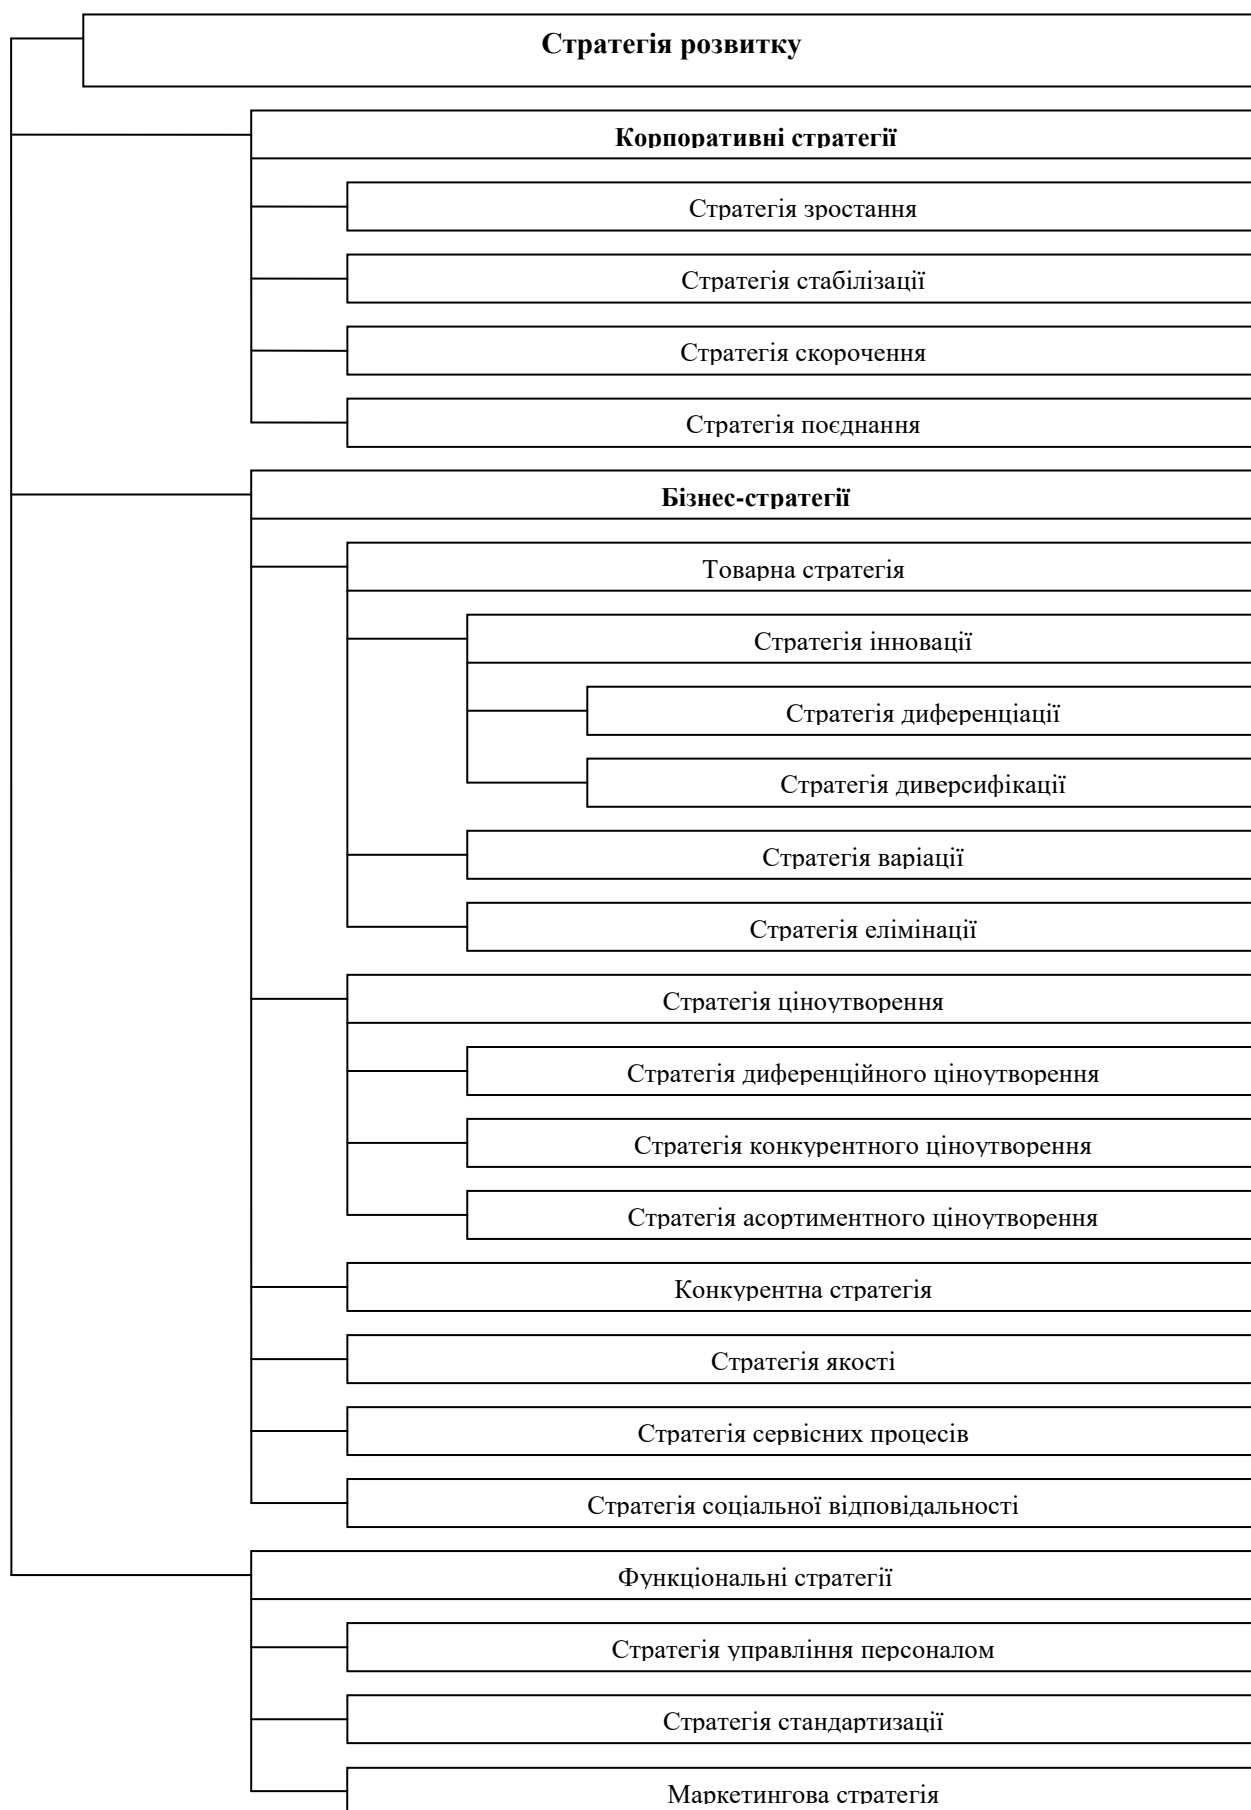 Стратегія розвитку
Корпоративні стратегії
Стратегія зростання
Стратегія стабілізації
Стратегія скорочення
Стратегія поєднання
Бізнес-стратегії
Товарна стратегія
Стратегія інновації
Стратегія диференціації
Стратегія диверсифікації
Стратегія варіації
Стратегія елімінації
Стратегія ціноутворення
Стратегія диференційного ціноутворення
Стратегія конкурентного ціноутворення
Стратегія асортиментного ціноутворення
Конкурентна стратегія
Стратегія якості
Стратегія сервісних процесів
Стратегія соціальної відповідальності
Функціональні стратегії
Стратегія управління персоналом
Стратегія стандартизації
Маркетингова стратегія